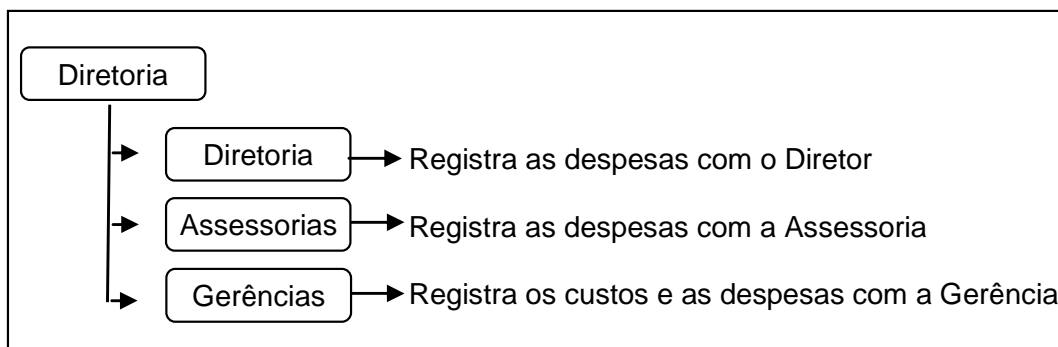 Diretoria
Diretoria Registra as despesas com o Diretor
Assessorias Registra as despesas com a Assessoria
Gerências Registra os custos e as despesas com a Gerência